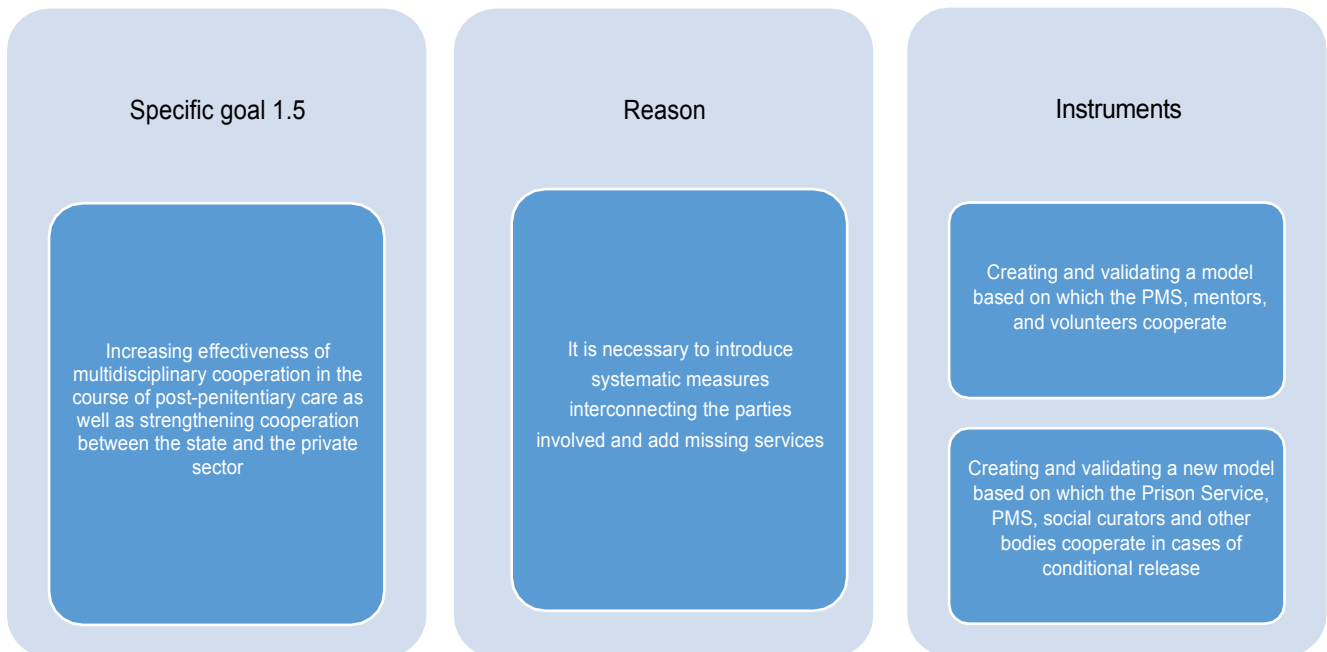 Specific goal 1.5
Increasing effectiveness of
multidisciplinary cooperation in the
course of post-penitentiary care as
well as strengthening cooperation
between the state and the private
sector
Reason
It is necessary to introduce
systematic measures
interconnecting the parties
involved and add missing services
Instruments
Creating and validating a model
based on which the PMS, mentors,
and volunteers cooperate
Creating and validating a new model
based on which the Prison Service,
PMS, social curators and other
bodies cooperate in cases of
conditional release